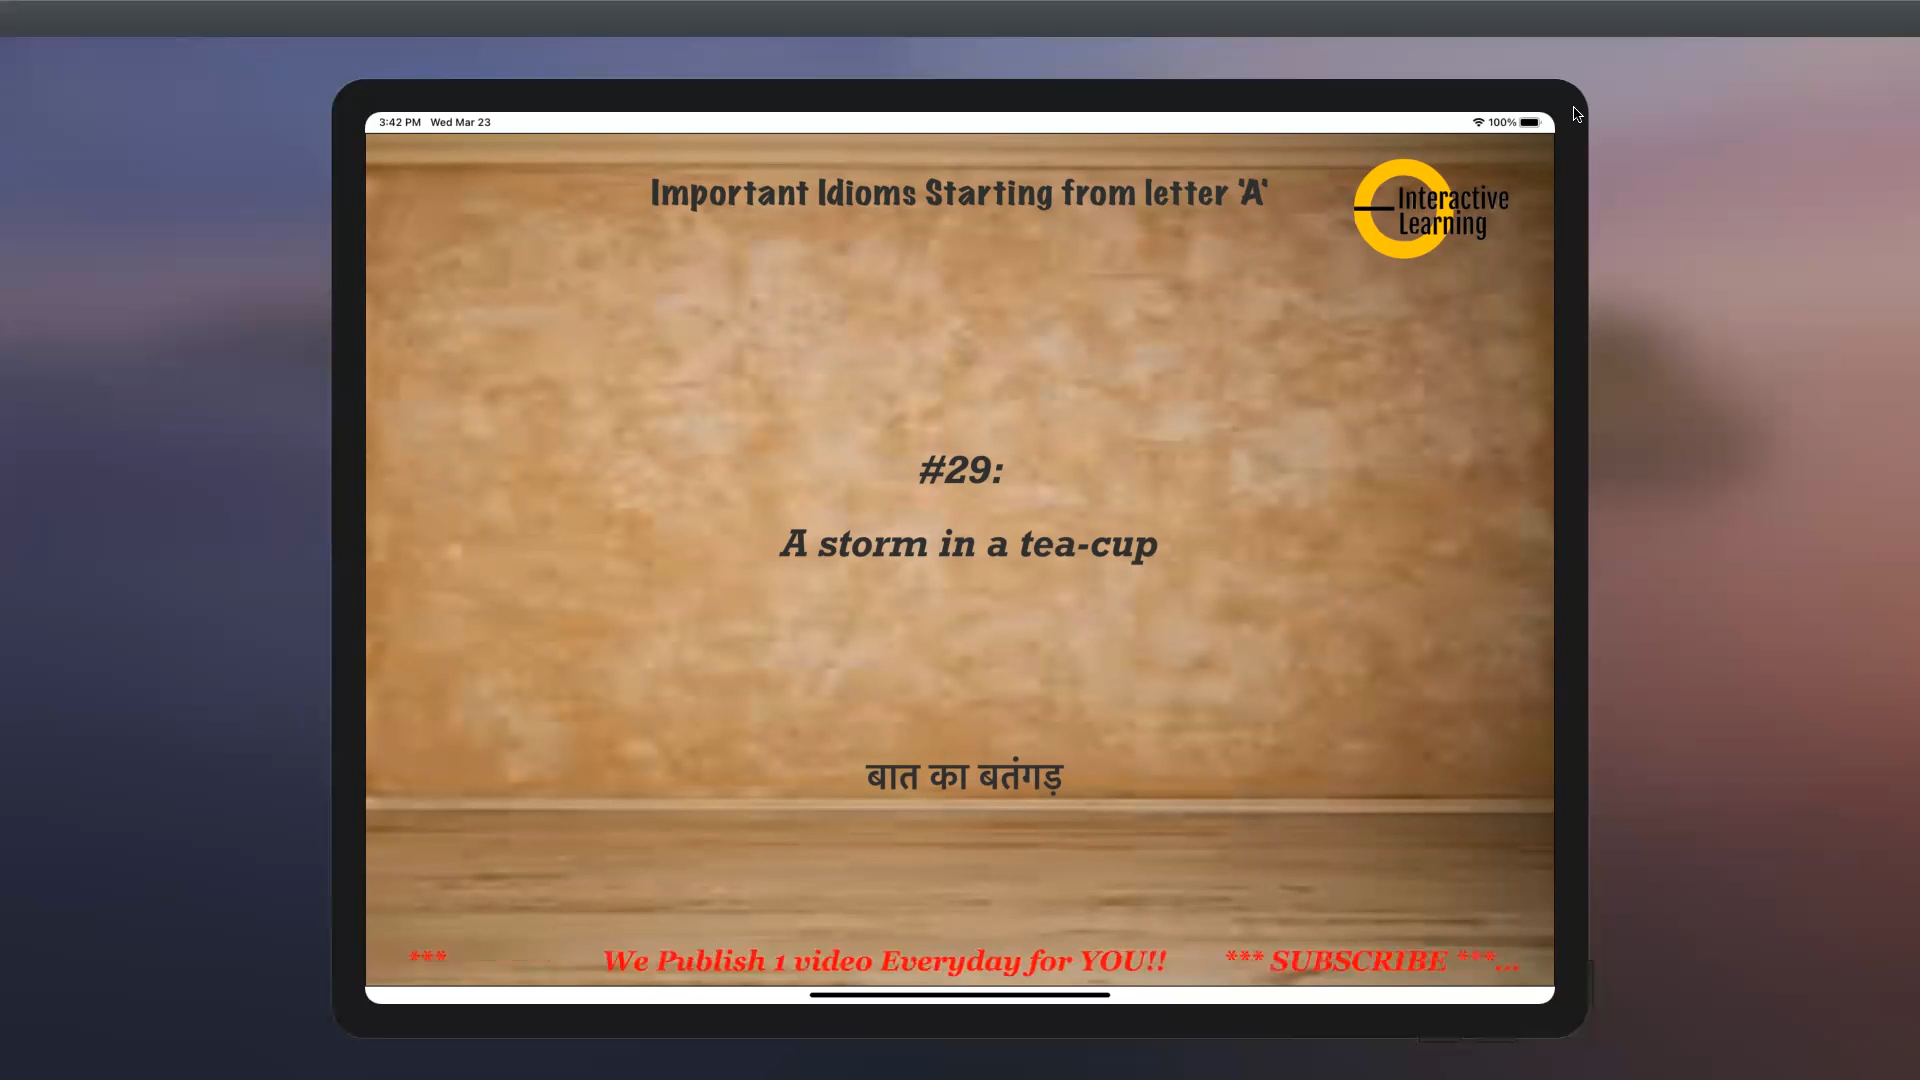 3:42 PM Wed Mar 23
100%
Important Idioms Starting from letter 'A'
Interactive
Learning
#29:
A storm in a tea-cup
बात का बतंगड़
*** We Publish 1 video Everyday for YOU!! *** SUBSCRIBE ***...